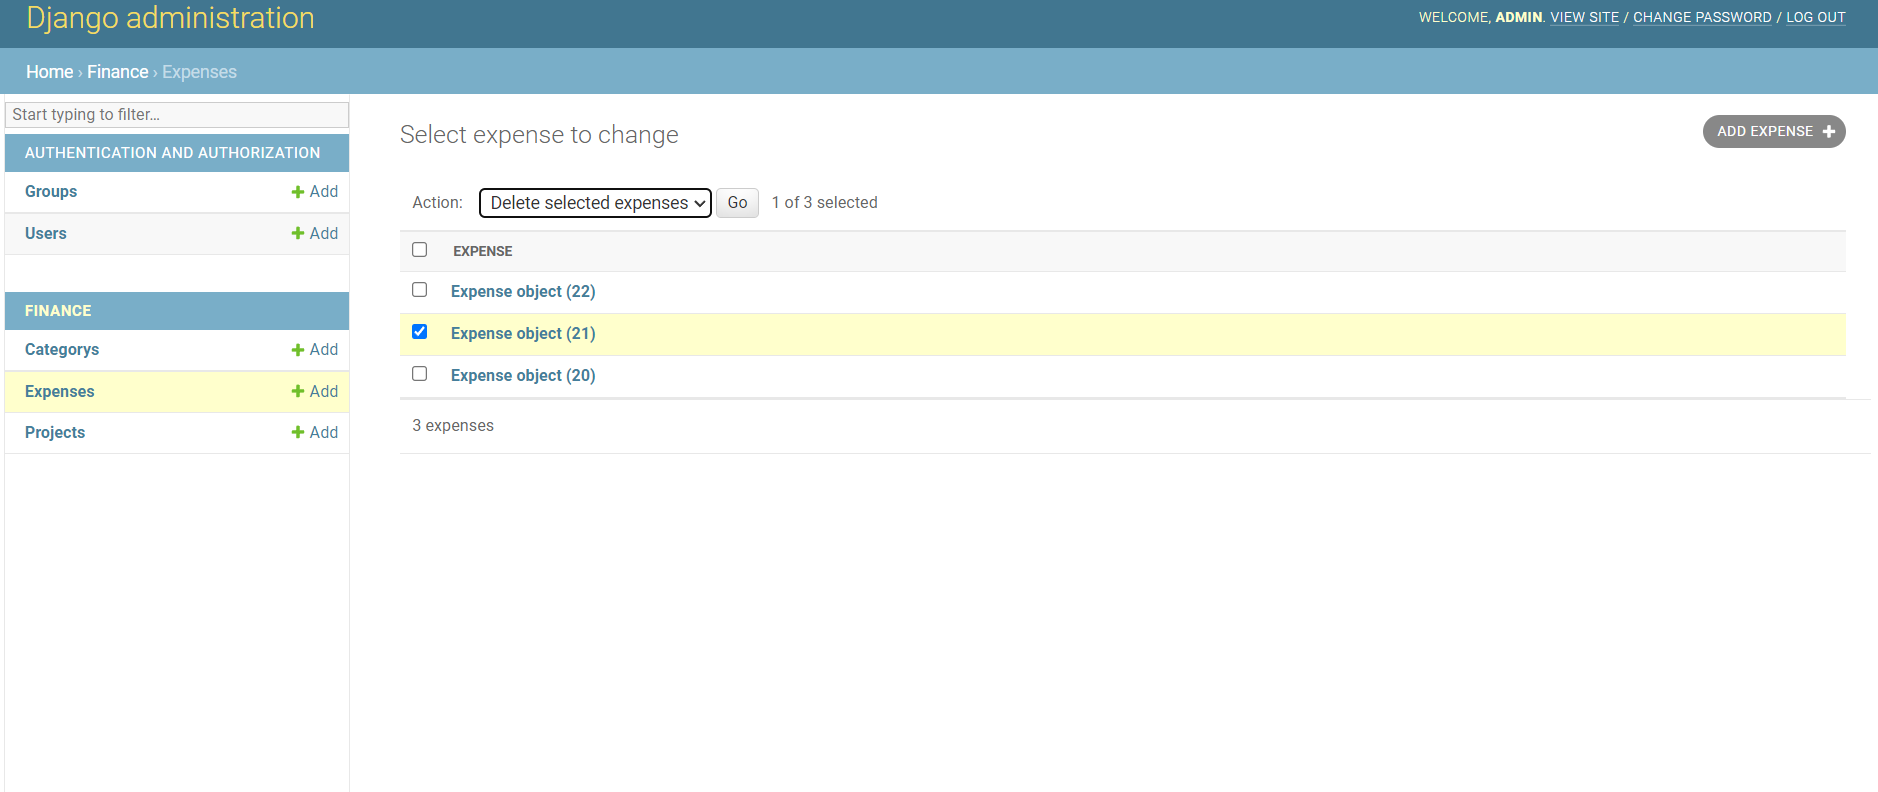 Django administration
WELCOME, ADMIN. VIEW SITE / CHANGE PASSWORD / LOG OUT
Home › Finance › Expenses
Start typing to filter...
AUTHENTICATION AND AUTHORIZATION
Groups Add
Users Add
FINANCE
Categorys Add
Expenses Add
Projects Add
Select expense to change
ADD EXPENSE
Action: Delete selected expenses Go 1 of 3 selected
EXPENSE
Expense object (22)
Expense object (21)
Expense object (20)
3 expenses